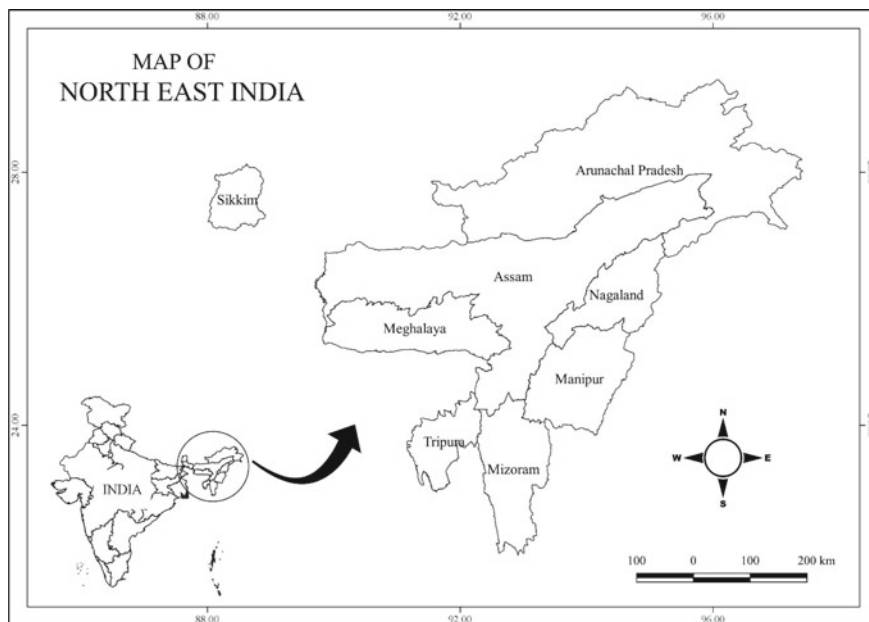 88.00
92.00
96.00
MAP OF
NORTH EAST INDIA
28.00
Sikkim
Arunachal Pradesh
Assam
Nagaland
Meghalaya
Manipur
24.00
Tripura
Mizoram
INDIA
N
W
E
S
100
0
100
200 km
88.00
92.00
96.00